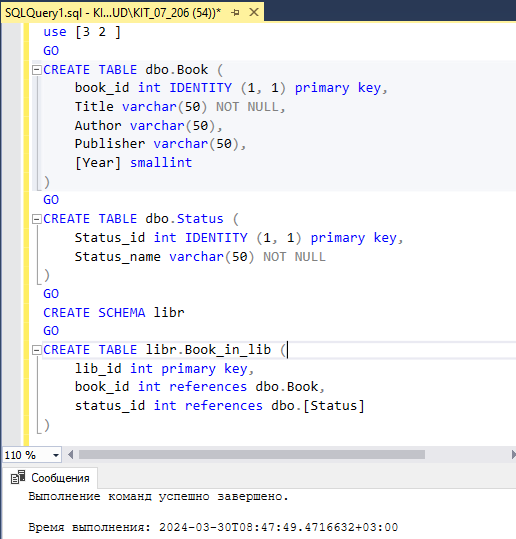 SQLQuery1.sql - KI...UD\KIT_07_206 (54))*
use [3 2 ]
GO
CREATE TABLE dbo.Book (
book_id int IDENTITY (1, 1) primary key,
Title varchar(50) NOT NULL,
Author varchar(50),
Publisher varchar(50),
[Year] smallint
)
GO
CREATE TABLE dbo.Status (
Status_id int IDENTITY (1, 1) primary key,
Status_name varchar(50) NOT NULL
)
GO
CREATE SCHEMA libr
GO
CREATE TABLE libr.Book_in_lib (
lib_id int primary key,
book_id int references dbo.Book,
status_id int references dbo.[Status]
)
110 %
Сообщения
Выполнение команд успешно завершено.
Время выполнения: 2024-03-30T08:47:49.4716632+03:00